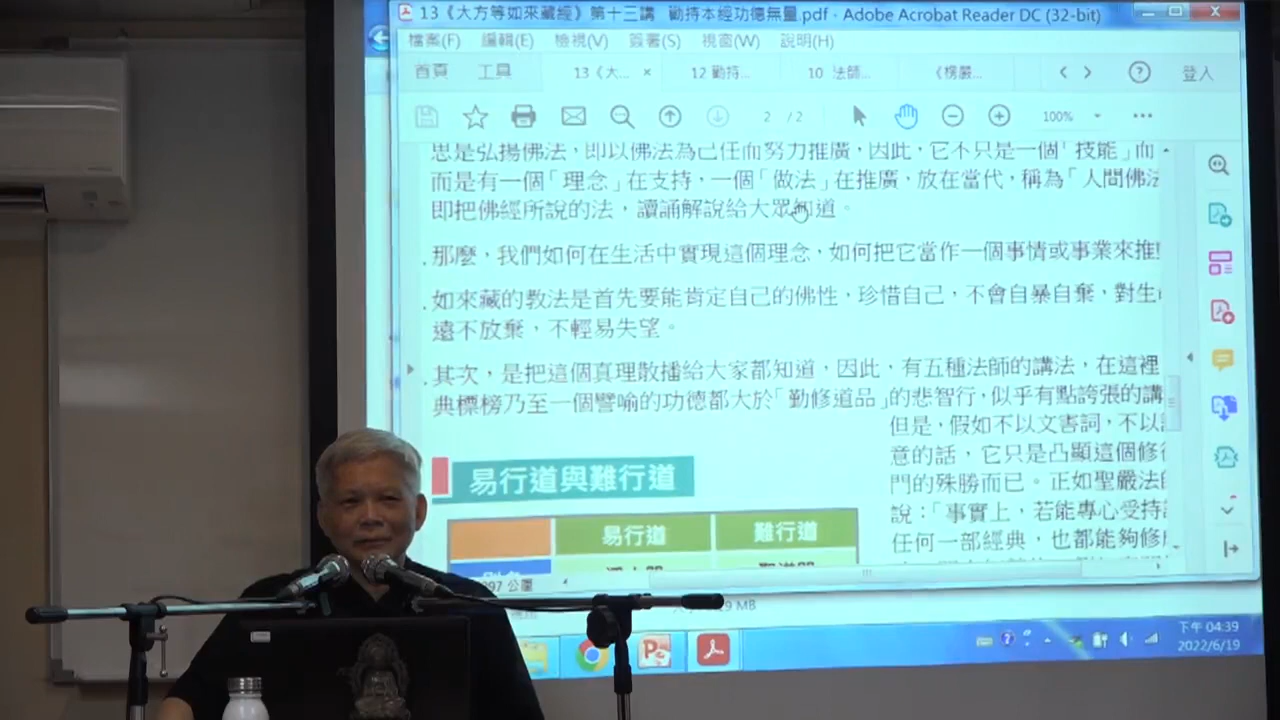 13《大方等如來藏經》第十三講 勸持本經功德無量.pdf - Adobe Acrobat Reader DC (32-bit)
檔案(F) 編輯(E) 檢視(V) 簽署(S) 視窗(W) 說明(H)
首頁 工具 13《大... × 12 勸持... 10 法師... 《楞嚴... 登入
2 / 2 100%
思是弘揚佛法，即以佛法為己任而努力推廣，因此，它不只是一個「技能」而
而是有一個「理念」在支持，一個「做法」在推廣，放在當代，稱為「人間佛法
即把佛經所說的法，讀誦解說給大眾知道。
那麼，我們如何在生活中實現這個理念，如何把它當作一個事情或事業來推動
如來藏的教法是首先要能肯定自己的佛性，珍惜自己，不會自暴自棄，對生命
遠不放棄，不輕易失望。
其次，是把這個真理散播給大家都知道，因此，有五種法師的講法，在這裡
典標榜乃至一個譬喻的功德都大於「勤修道品」的悲智行，似乎有點誇張的講
但是，假如不以文害詞，不以
意的話，它只是凸顯這個修行
門的殊勝而已。正如聖嚴法師
說：「事實上，若能專心受持
任何一部經典，也都能夠修
易行道與難行道
易行道 難行道
297 公釐
下午 04:39
2022/6/19